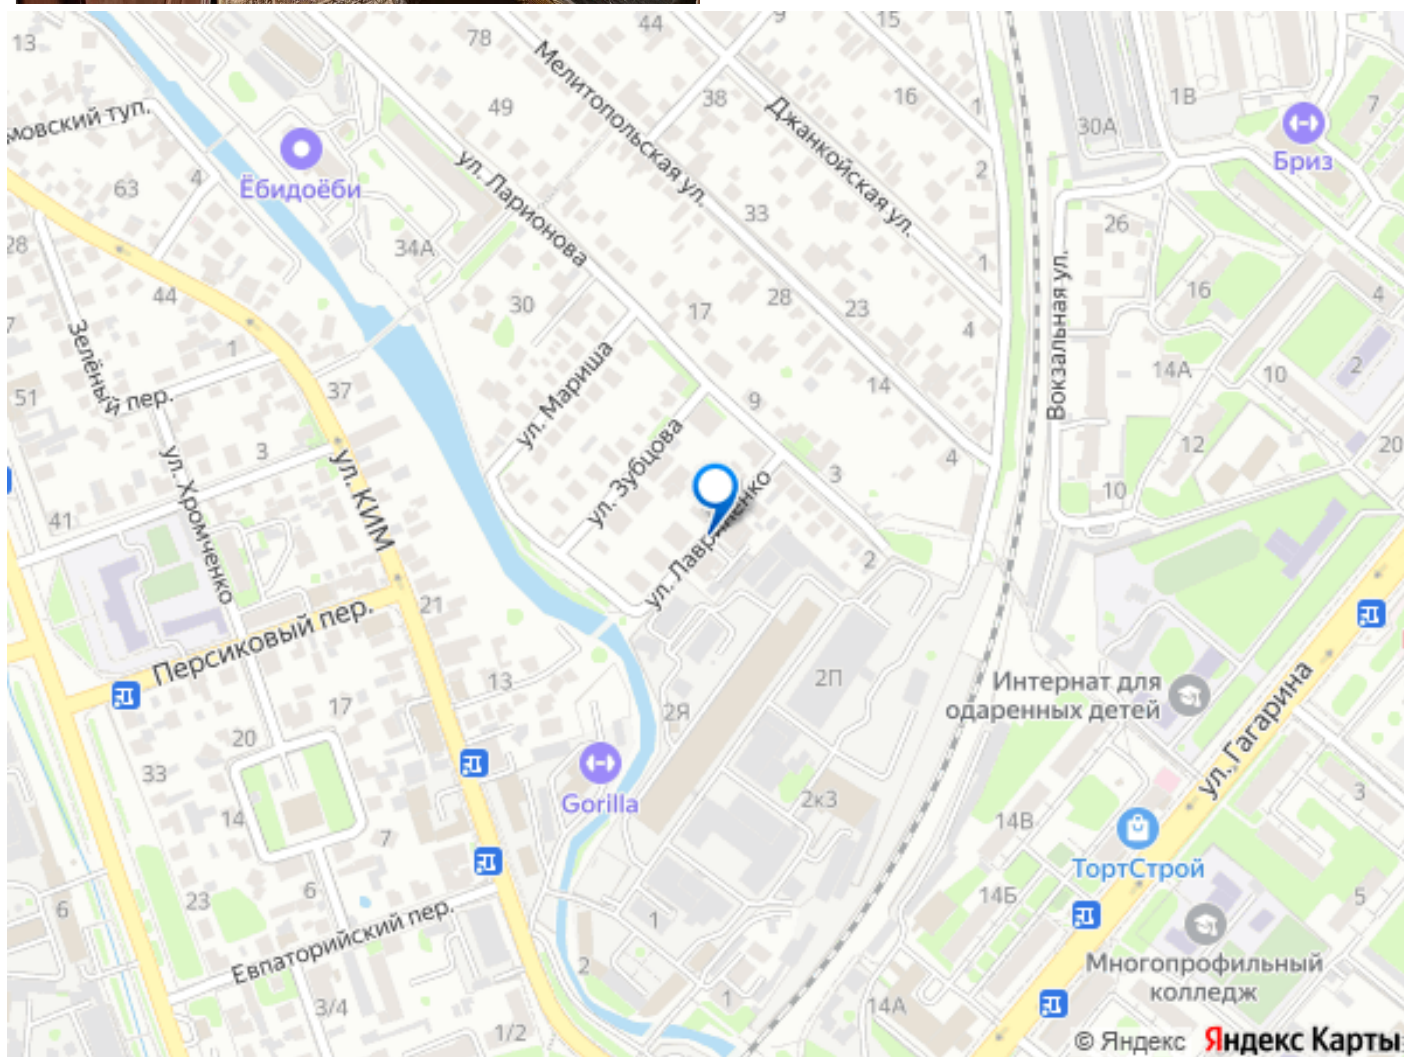 13
78
44
9
15
Мелитопольская ул.
49
38
Джанкойская ул.
16
1
1В
7
30А
Бриз
мовский туп.
Ёбидоёби
63
4
ул. Ларионова
2
33
26
28
34А
1
44
30
17
28
23
4
16
4
Вокзальная ул.
Зелёный пер.
7
1
37
ул. Мариша
14
14А
10
2
51
9
12
20
3
ул. Зубцова
3
4
ул. Хромченко
ул. КИМ
10
41
2
21
Персиковый пер.
13
2П
Интернат для
одаренных детей
17
2Я
20
ул. Гагарина
33
Gorilla
2к3
3
14
7
14В
ТортСтрой
6
23
6
14Б
5
1
Евпаторийский пер.
2
Многопрофильный
колледж
3/4
1
14А
1/2
© Яндекс Яндекс Карты